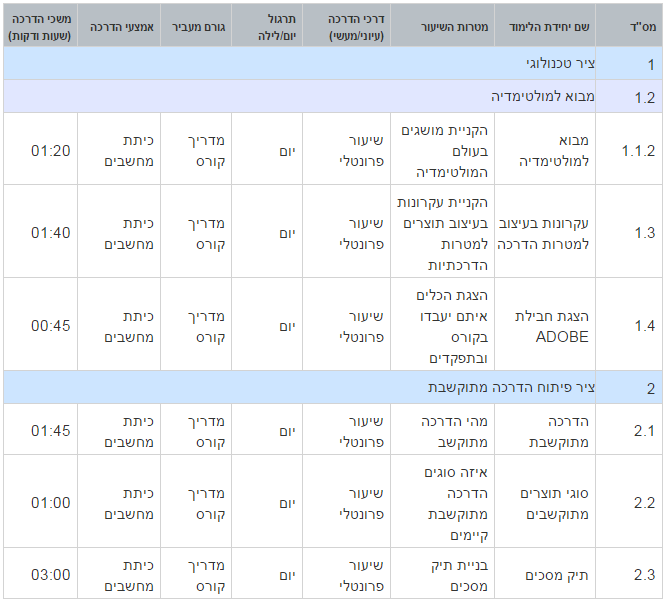 מס"ד
שם יחידת הלימוד
מטרות השיעור
דרכי הדרכה
(עיוני/מעשי)
תרגול
יום/לילה
גורם מעביר
אמצעי הדרכה
משכי הדרכה
(שעות ודקות)
1 ציר טכנולוגי
1.2 מבוא למולטימדיה
1.1.2
מבוא
למולטימדיה
הקניית מושגים
בעולם
המולטימדיה
שיעור
פרונטלי
יום
מדריך
קורס
כיתת
מחשבים
01:20
1.3
עקרונות בעיצוב
למטרות הדרכה
הקניית עקרונות
בעיצוב תוצרים
למטרות
הדרכתיות
שיעור
פרונטלי
יום
מדריך
קורס
כיתת
מחשבים
01:40
1.4
הצגת חבילת
ADOBE
הצגת הכלים
איתם יעבדו
בקורס
ובתפקדים
שיעור
פרונטלי
יום
מדריך
קורס
כיתת
מחשבים
00:45
2 ציר פיתוח הדרכה מתוקשבת
2.1
הדרכה
מתוקשבת
מהי הדרכה
מתוקשב
שיעור
פרונטלי
יום
מדריך
קורס
כיתת
מחשבים
01:45
2.2
סוגי תוצרים
מתוקשבים
איזה סוגים
הדרכה
מתוקשבת
קיימים
שיעור
פרונטלי
יום
מדריך
קורס
כיתת
מחשבים
01:00
2.3
תיק מסכים
בניית תיק
מסכים
שיעור
פרונטלי
יום
מדריך
קורס
כיתת
מחשבים
03:00